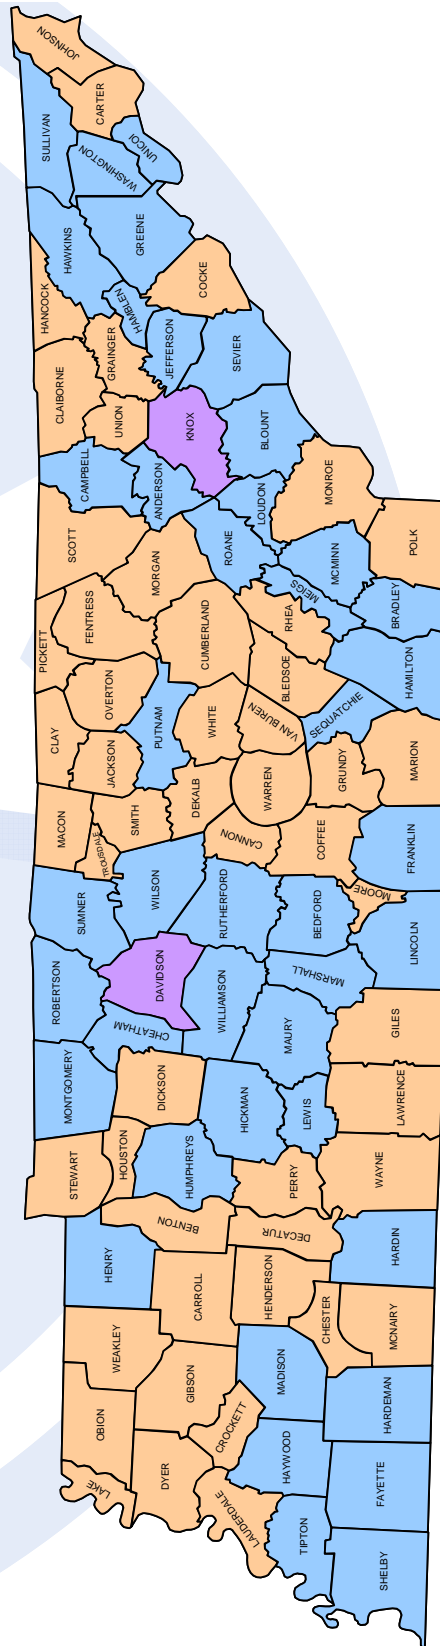 JOHNSON
CARTER
SULLIVAN
UNICOI
WASHINGTON
GREENE
HAWKINS
COCKE
HANCOCK
HAMBLEN
GRAINGER
JEFFERSON
SEVIER
CLAIBORNE
UNION
KNOX
BLOUNT
CAMPBELL
ANDERSON
LOUDON
MONROE
SCOTT
MORGAN
ROANE
MCMINN
POLK
MEIGS
BRADLEY
FENTRESS
CUMBERLAND
RHEA
PICKETT
HAMILTON
BLEDSOE
OVERTON
CLAY
PUTNAM
WHITE
VAN BUREN
SEQUATCHIE
JACKSON
MARION
GRUNDY
WARREN
DEKALB
SMITH
MACON
TROUSDALE
CANNON
COFFEE
FRANKLIN
WILSON
RUTHERFORD
MOORE
SUMNER
BEDFORD
LINCOLN
DAVIDSON
MARSHALL
ROBERTSON
WILLIAMSON
CHEATHAM
MAURY
GILES
MONTGOMERY
DICKSON
HICKMAN
LEWIS
LAWRENCE
HOUSTON
HUMPHREYS
STEWART
PERRY
WAYNE
BENTON
DECATUR
HARDIN
HENRY
CARROLL
HENDERSON
CHESTER
MCNAIRY
WEAKLEY
GIBSON
MADISON
HARDEMAN
OBION
CROCKETT
HAYWOOD
FAYETTE
LAKE
DYER
LAUDERDALE
TIPTON
SHELBY